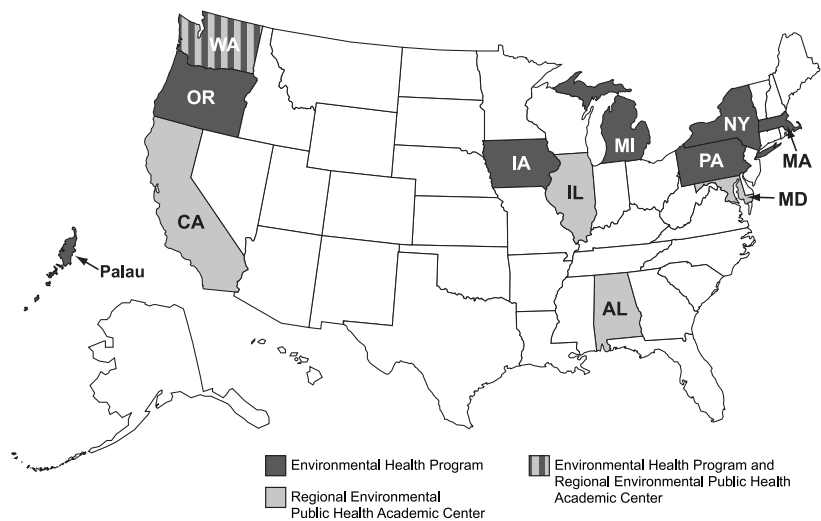 WA
OR
NY
MI
IA
PA
MA
IL
MD
CA
Palau
AL
Environmental Health Program
Regional Environmental
Public Health Academic Center
Environmental Health Program and
Regional Environmental Public Health
Academic Center